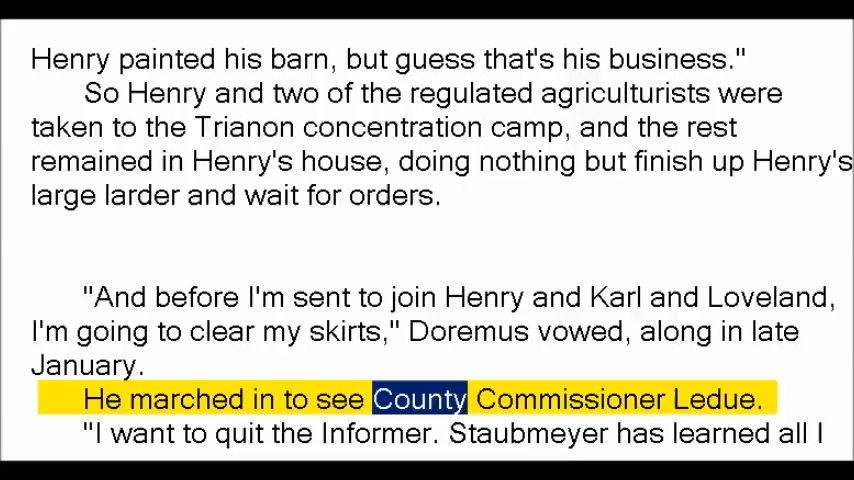 Henry painted his barn, but guess that's his business."
So Henry and two of the regulated agriculturists were
taken to the Trianon concentration camp, and the rest
remained in Henry's house, doing nothing but finish up Henry's
large larder and wait for orders.
"And before I'm sent to join Henry and Karl and Loveland,
I'm going to clear my skirts," Doremus vowed, along in late
January.
He marched in to see County Commissioner Ledue.
"I want to quit the Informer. Staubmeyer has learned all I